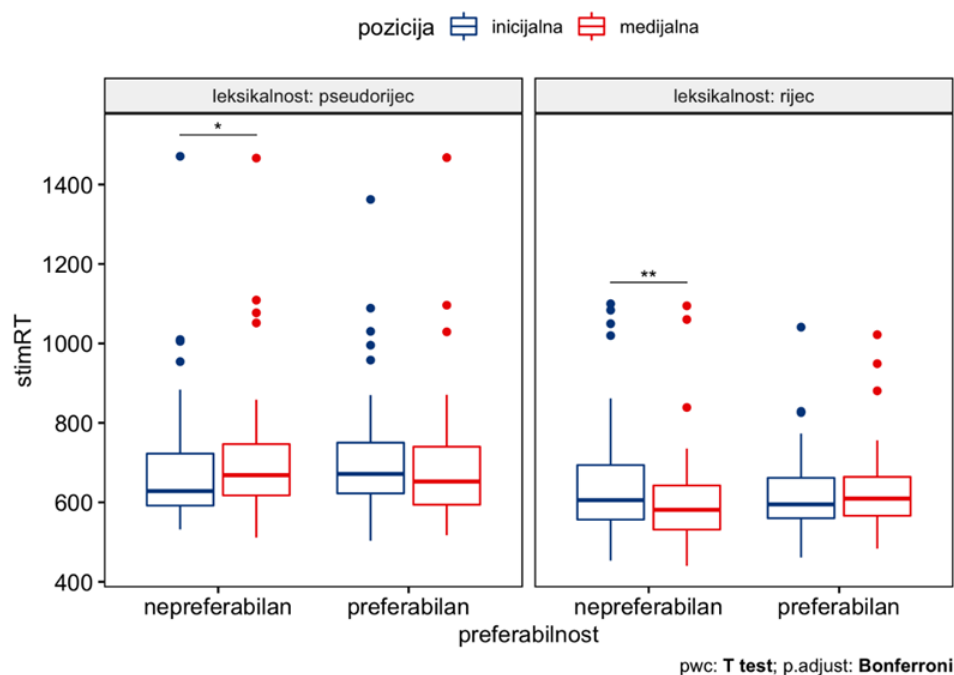 pozicija inicijalna medijalna
leksikalnost: pseudorijec
leksikalnost: rijec
*
**
stimRT
1400
1200
1000
800
600
400
nepreferabilan preferabilan
nepreferabilan preferabilan
preferabilnost
pwc: T test; p.adjust: Bonferroni